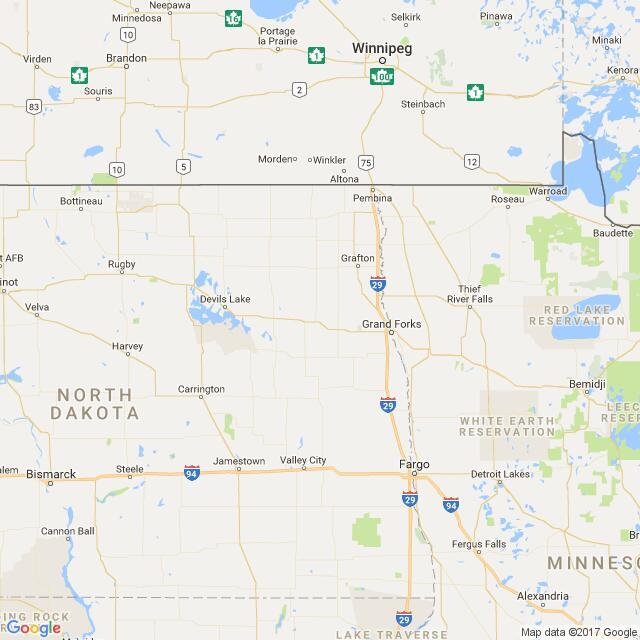 Neepawa
Minnedosa
16
Portage
la Prairie
Selkirk
Pinawa
10
Winnipeg
Minaki
Virden
Brandon
1
1
100
Kenora
Souris
2
1
83
Steinbach
Morden
Winkler
75
12
10
5
Altona
Pembina
Warroad
Bottineau
Roseau
Baudette
Grafton
t AFB
Rugby
29
inot
Thief
River Falls
Devils Lake
Velva
RED LAKE
RESERVATION
Grand Forks
Harvey
Bemidji
Carrington
NORTH
DAKOTA
29
LEEC
RESE
WHITE EARTH
RESERVATION
Jamestown
Valley City
Fargo
alem
Bismarck
Steele
94
Detroit Lakes
29
94
Cannon Ball
Fergus Falls
Br
MINNESO
Alexandria
ING ROCK
Google
29
LAKE TRAVERSE
Map data ©2017 Google